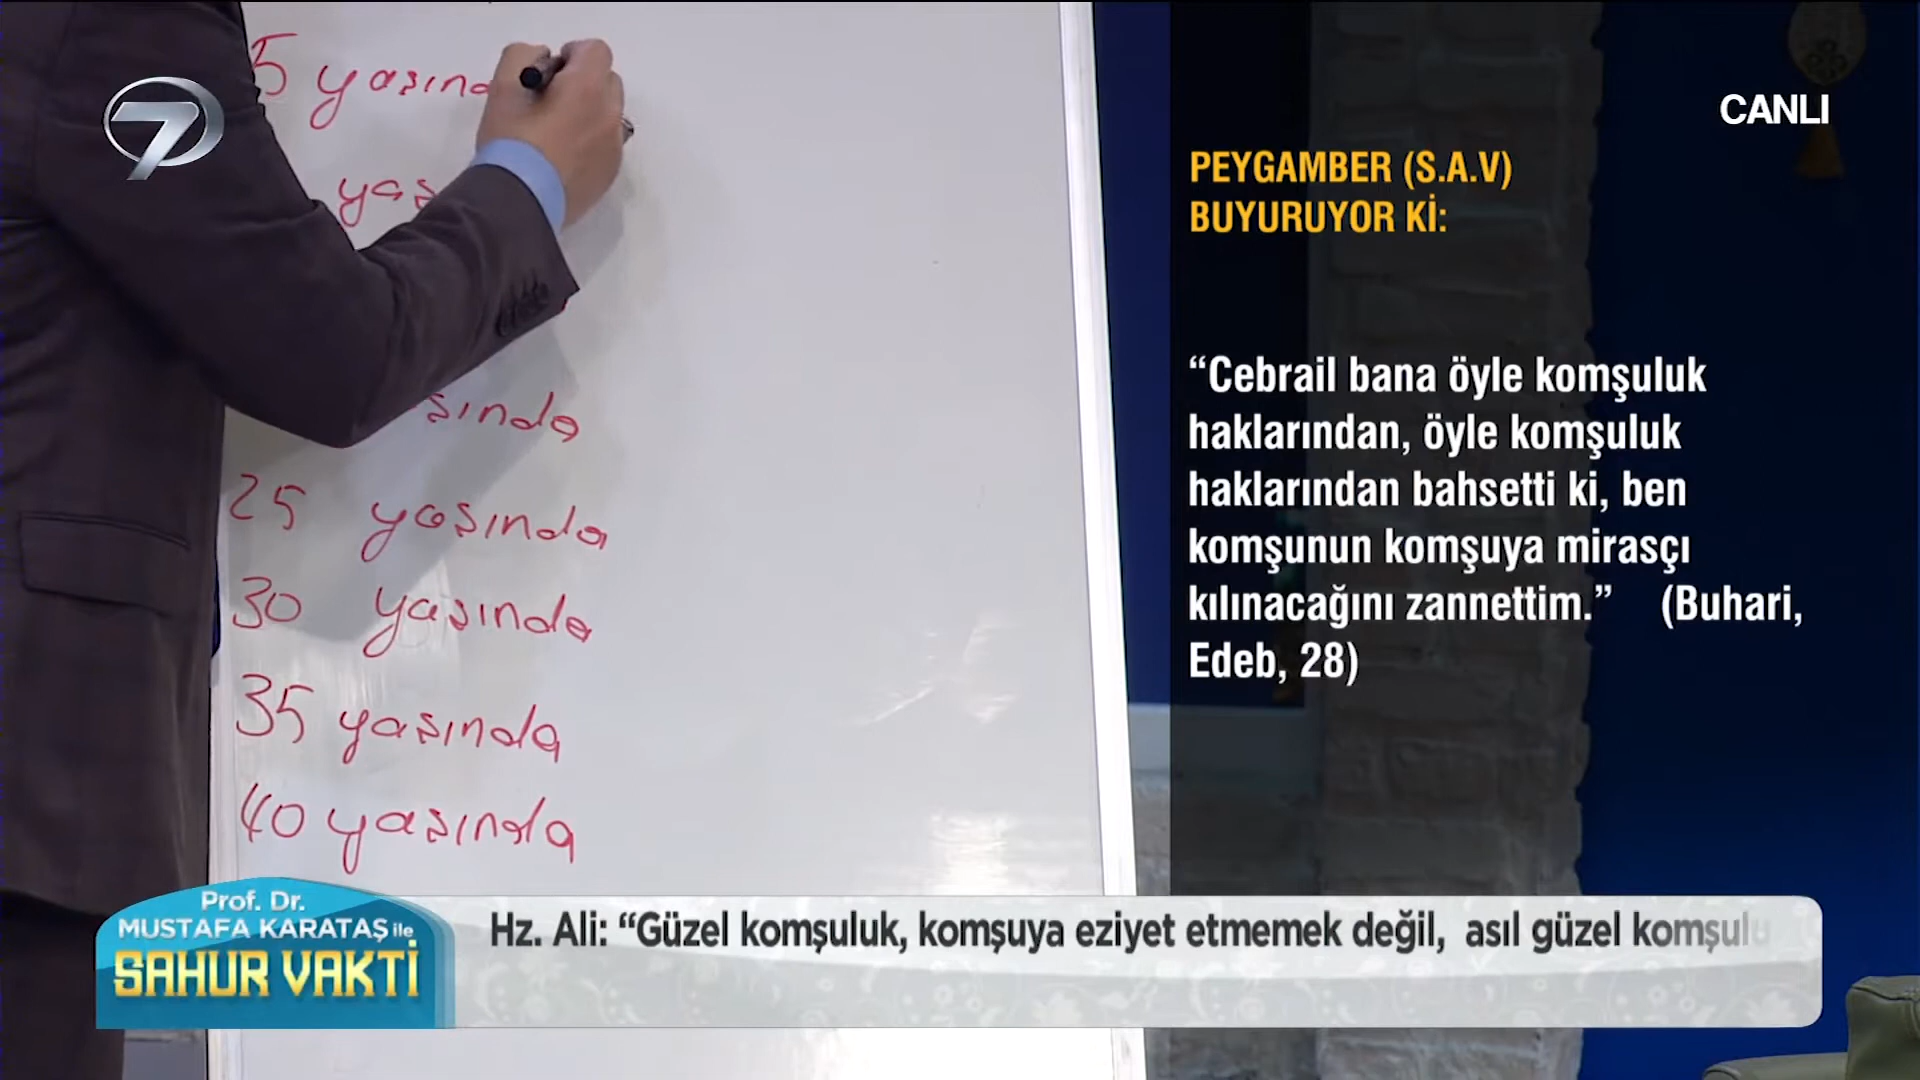 5 yaşında
CANLI
7
PEYGAMBER (S.A.V)
BUYURUYOR Kİ:
“Cebrail bana öyle komşuluk
haklarından, öyle komşuluk
haklarından bahsetti ki, ben
komşunun komşuya mirasçı
kılınacağını zannettim.” (Buhari,
Edeb, 28)
25 yaşında
30 yaşında
35 yaşında
40 yaşında
Prof. Dr.
MUSTAFA KARATAŞ ile
SAHUR VAKTİ
Hz. Ali: “Güzel komşuluk, komşuya eziyet etmemek değil, asıl güzel komşulu